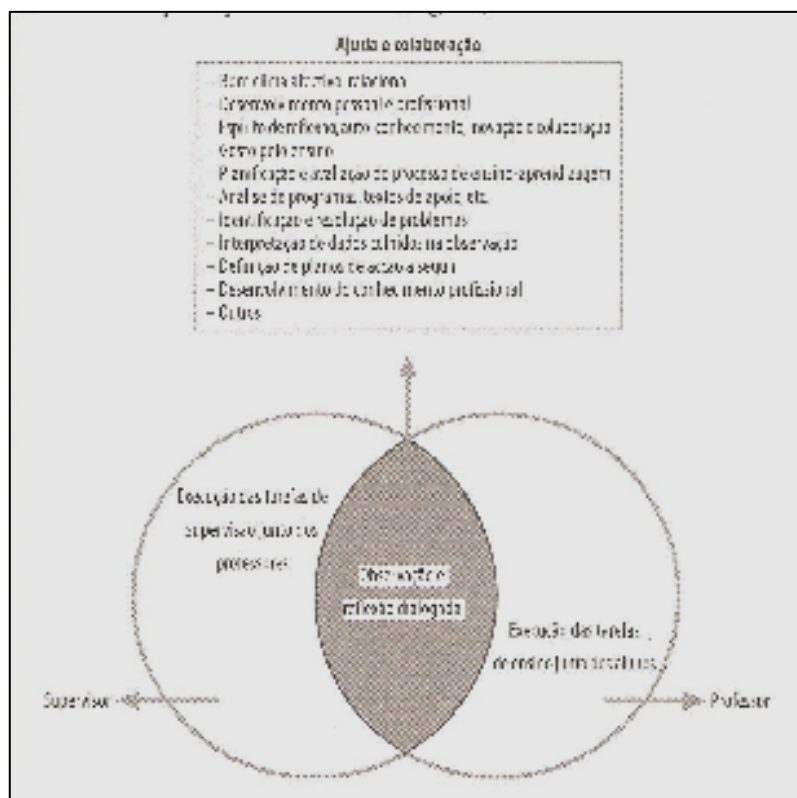 Ajuda e colaboração
– Bom clima afectivo-relacional
– Desenvolvimento pessoal e profissional
– Espírito de reflexão, auto-conhecimento, inovação e colaboração
– Gosto pelo ensino
– Planificação e avaliação do processo de ensino-aprendizagem
– Análise de programas, textos de apoio, etc.
– Identificação e resolução de problemas
– Interpretação de dados colhidos na observação
– Definição de planos de acção a seguir
– Desenvolvimento do conhecimento profissional
– Outros
Execução das tarefas de
supervisão junto dos
professores
Observação e
reflexão dialogada
Execução das tarefas
de ensino junto dos alunos
Supervisor
Professor